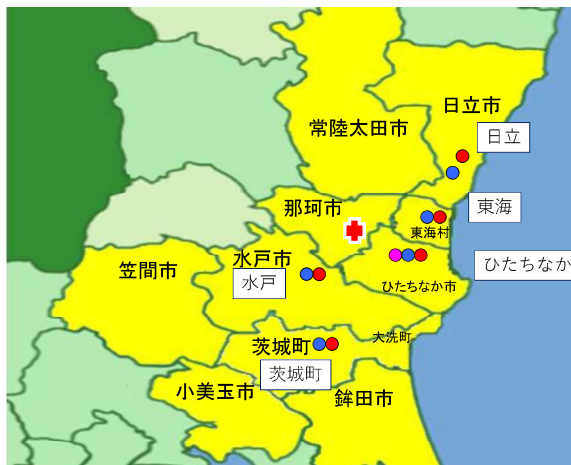 日立市
常陸太田市
日立
那珂市
東海
東海村
水戸市
笠間市
ひたちなか
水戸
ひたちなか市
大洗町
茨城町
茨城町
小美玉市
鉾田市